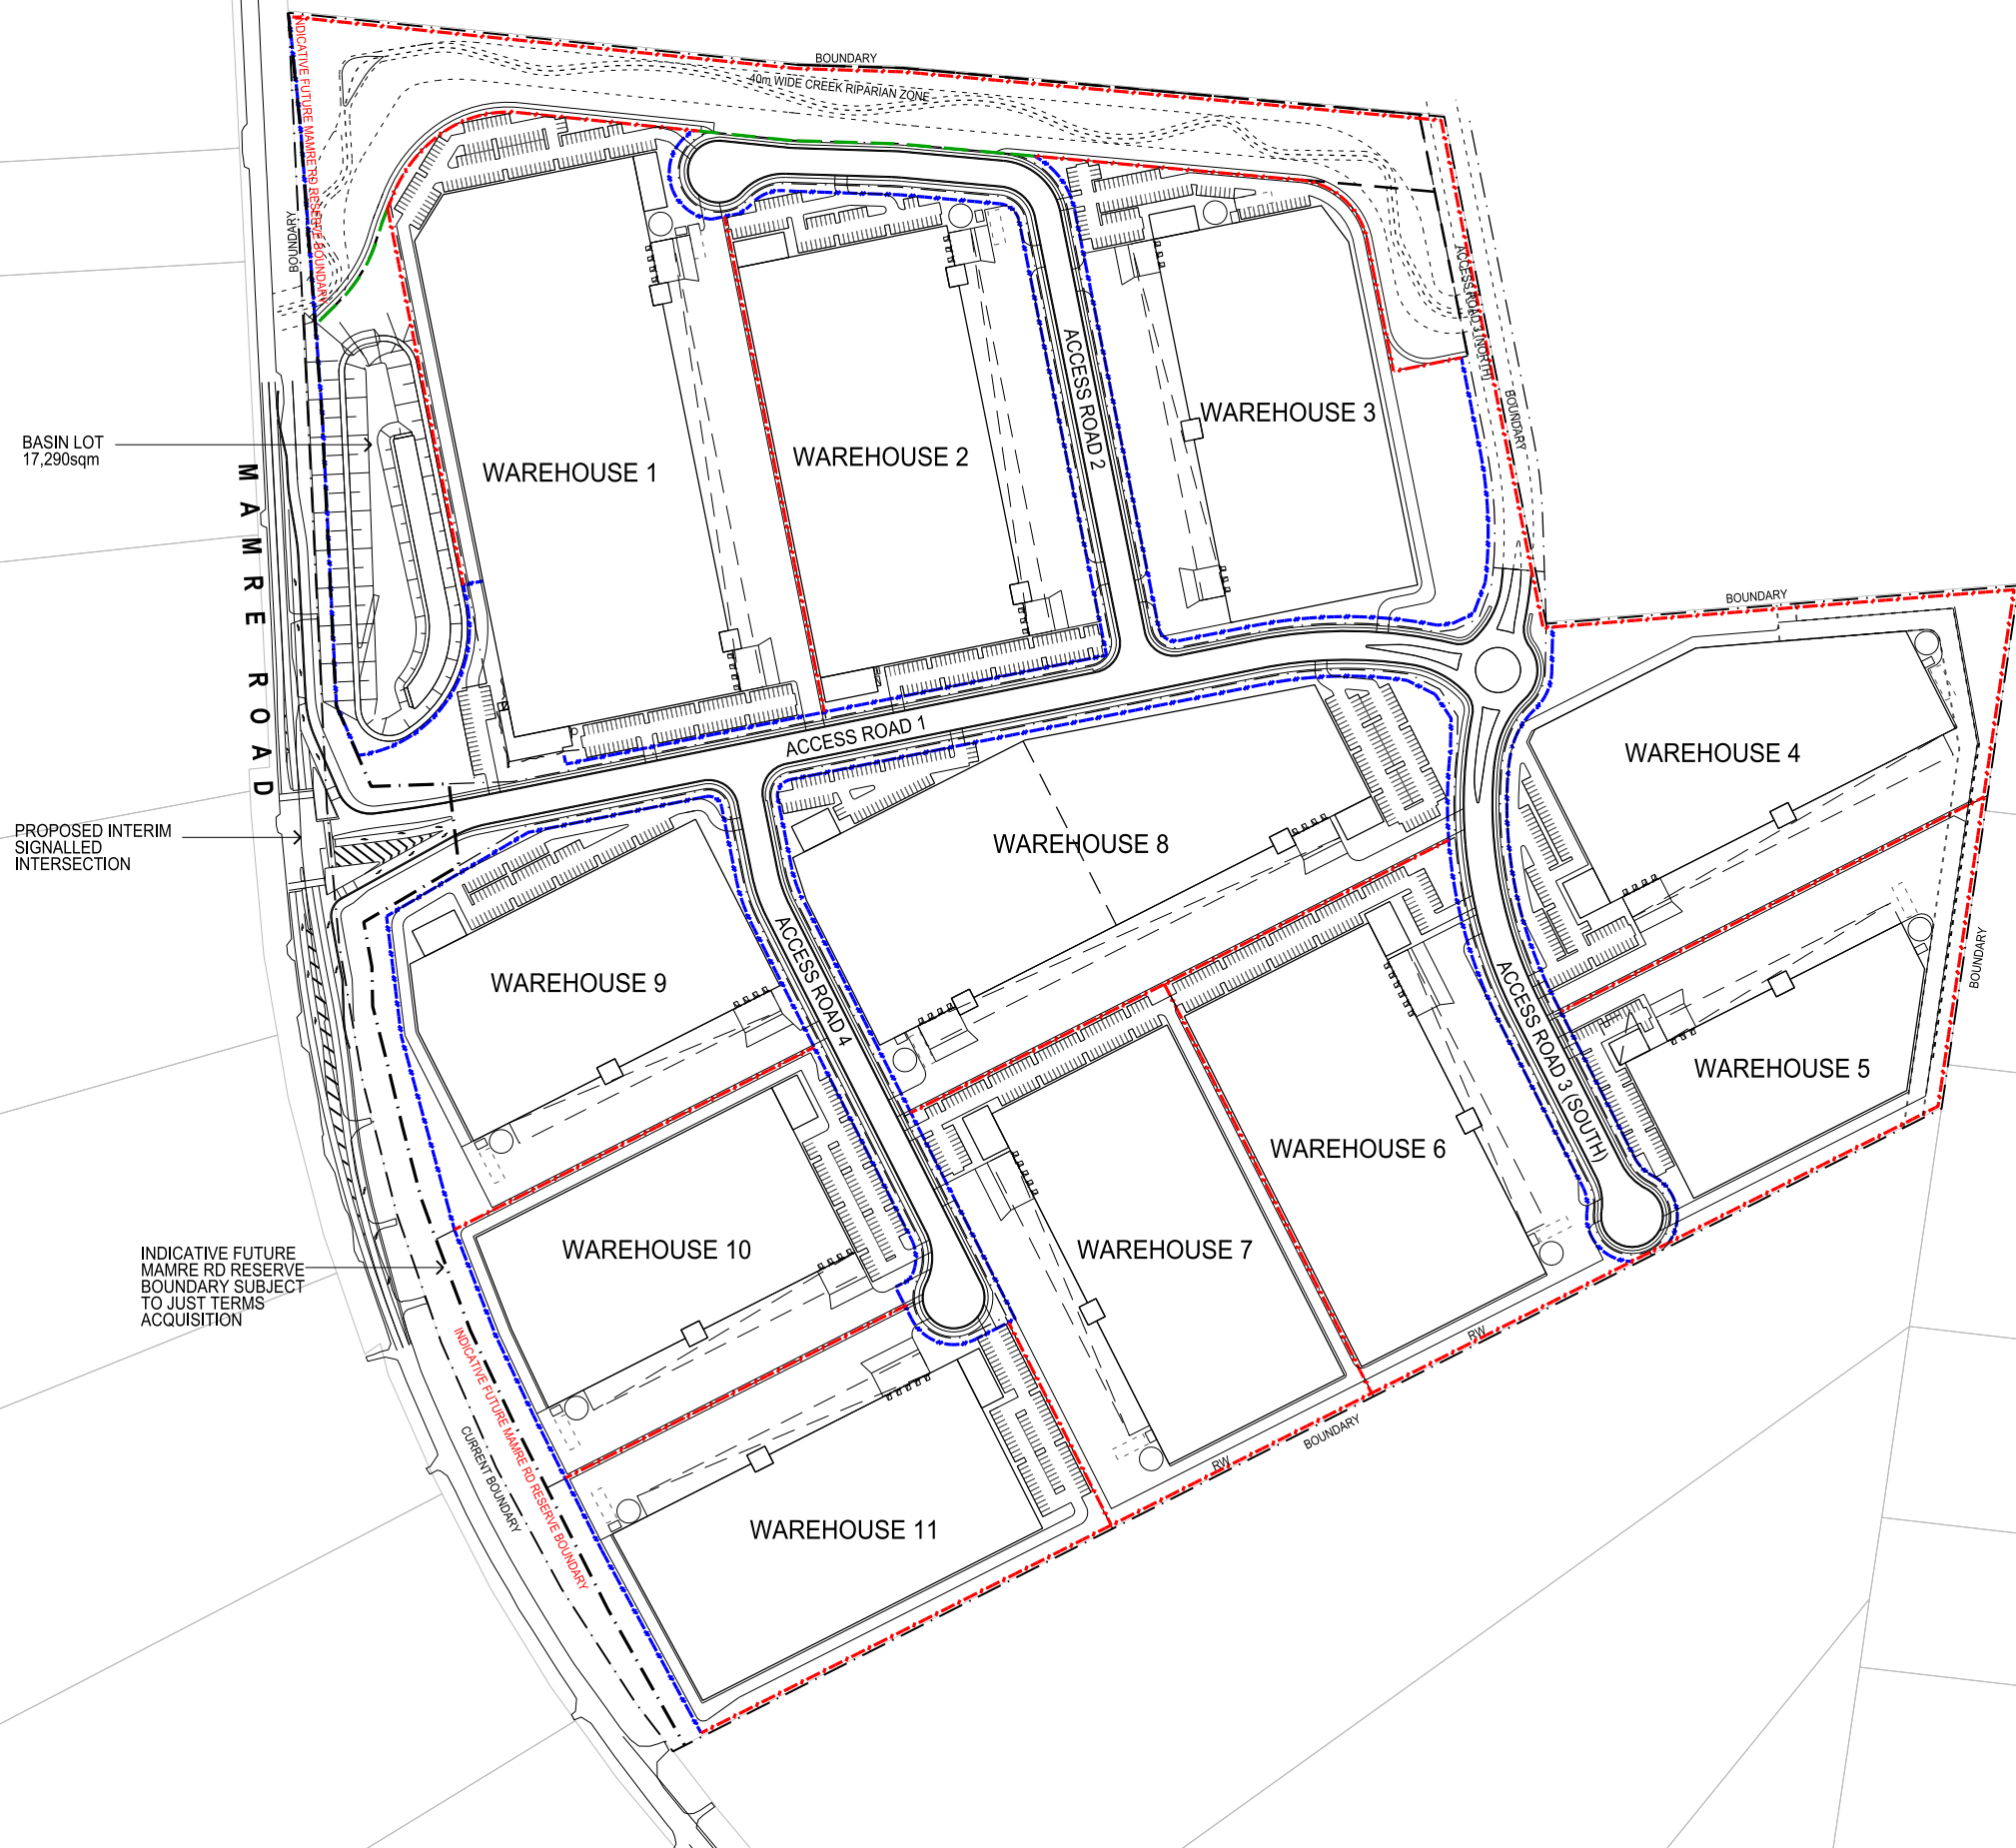 BOUNDARY
40m WIDE CREEK RIPARIAN ZONE
INDICATIVE FUTURE MAMRE RD RESERVE BOUNDARY
BOUNDARY
ACCESS ROAD 3 (NORTH)
BOUNDARY
ACCESS ROAD 2
WAREHOUSE 3
BASIN LOT
17,290sqm
WAREHOUSE 1
WAREHOUSE 2
MAMRE ROAD
BOUNDARY
ACCESS ROAD 1
WAREHOUSE 4
PROPOSED INTERIM
SIGNALLED
INTERSECTION
WAREHOUSE 8
WAREHOUSE 9
ACCESS ROAD 4
BOUNDARY
ACCESS ROAD 3 (SOUTH)
WAREHOUSE 5
WAREHOUSE 6
WAREHOUSE 10
WAREHOUSE 7
INDICATIVE FUTURE
MAMRE RD RESERVE
BOUNDARY SUBJECT
TO JUST TERMS
ACQUISITION
RW
INDICATIVE FUTURE MAMRE RD RESERVE BOUNDARY
CURRENT BOUNDARY
BOUNDARY
RW
WAREHOUSE 11